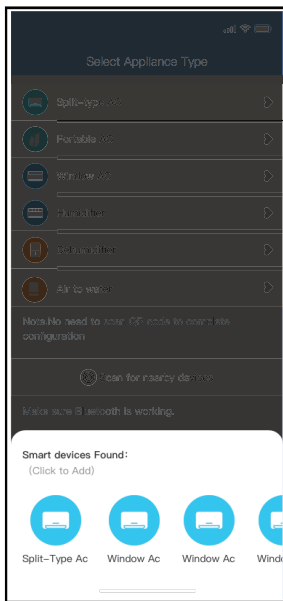 Select Appliance Type
Split-type AC
Portable AC
Window AC
Humidifier
Dehumidifier
Air to water
Note:No need to scan QR code to complete
configuration
Scan for nearby devices
Make sure Bluetooth is working.
Smart devices Found:
(Click to Add)
Split-Type Ac Window Ac Window Ac Windo